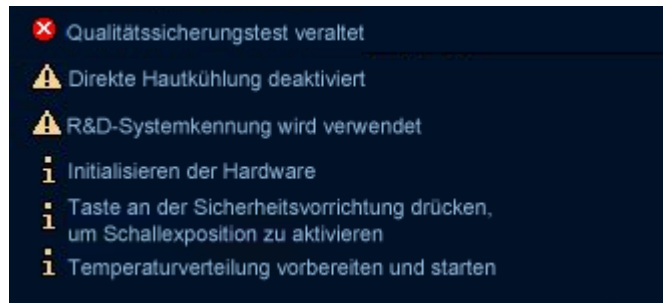 Qualitätssicherungstest veraltet
Direkte Hautkühlung deaktiviert
R&D-Systemkennung wird verwendet
Initialisieren der Hardware
Taste an der Sicherheitsvorrichtung drücken,
um Schallexposition zu aktivieren
Temperaturverteilung vorbereiten und starten